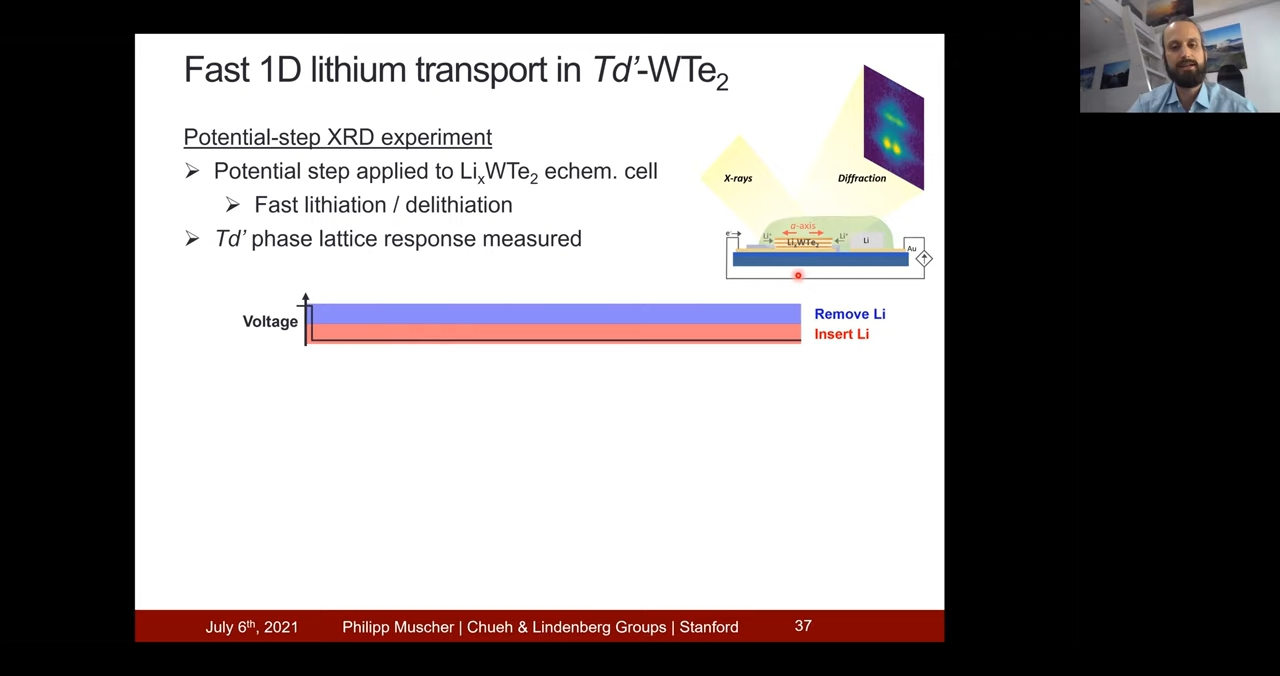 Fast 1D lithium transport in Td’-WTe₂
Potential-step XRD experiment
➢ Potential step applied to LiₓWTe₂ echem. cell
➢ Fast lithiation / delithiation
➢ Td’ phase lattice response measured
X-rays
Diffraction
a-axis
e⁻
Li⁺
LiₓWTe₂
Li⁺
Li
Au
Voltage
Remove Li
Insert Li
July 6th, 2021
Philipp Muscher | Chueh & Lindenberg Groups | Stanford
37